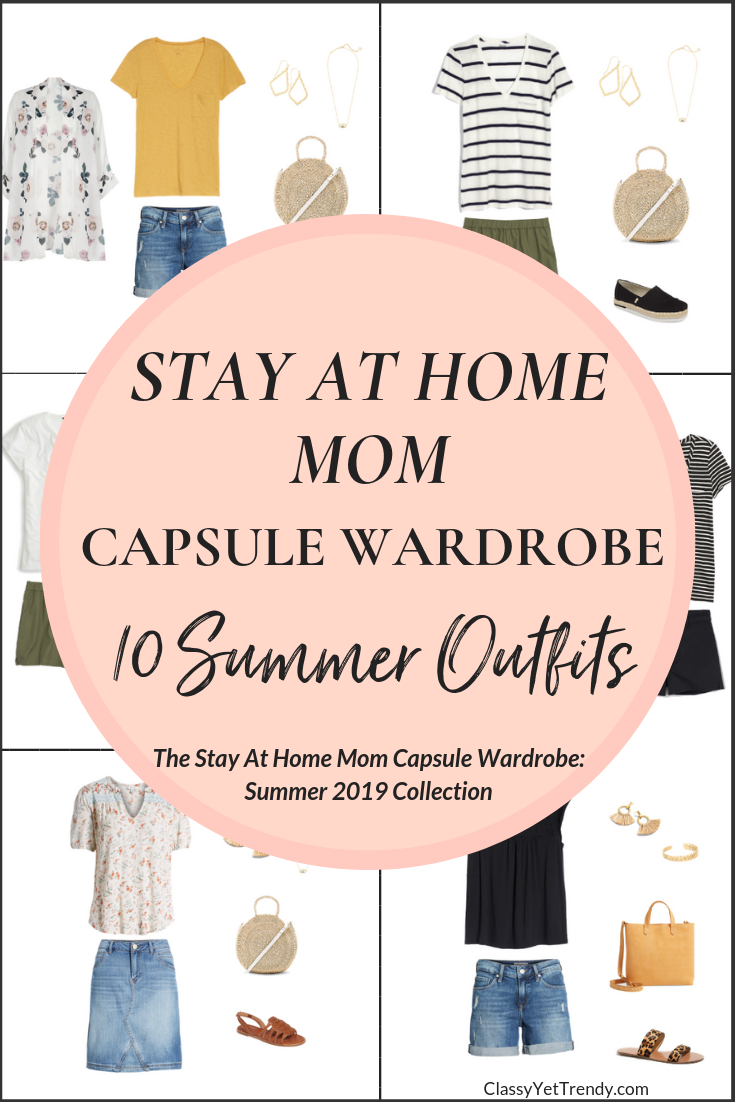 STAY AT HOME
MOM
CAPSULE WARDROBE
10 Summer Outfits
The Stay At Home Mom Capsule Wardrobe:
Summer 2019 Collection
ClassyYetTrendy.com